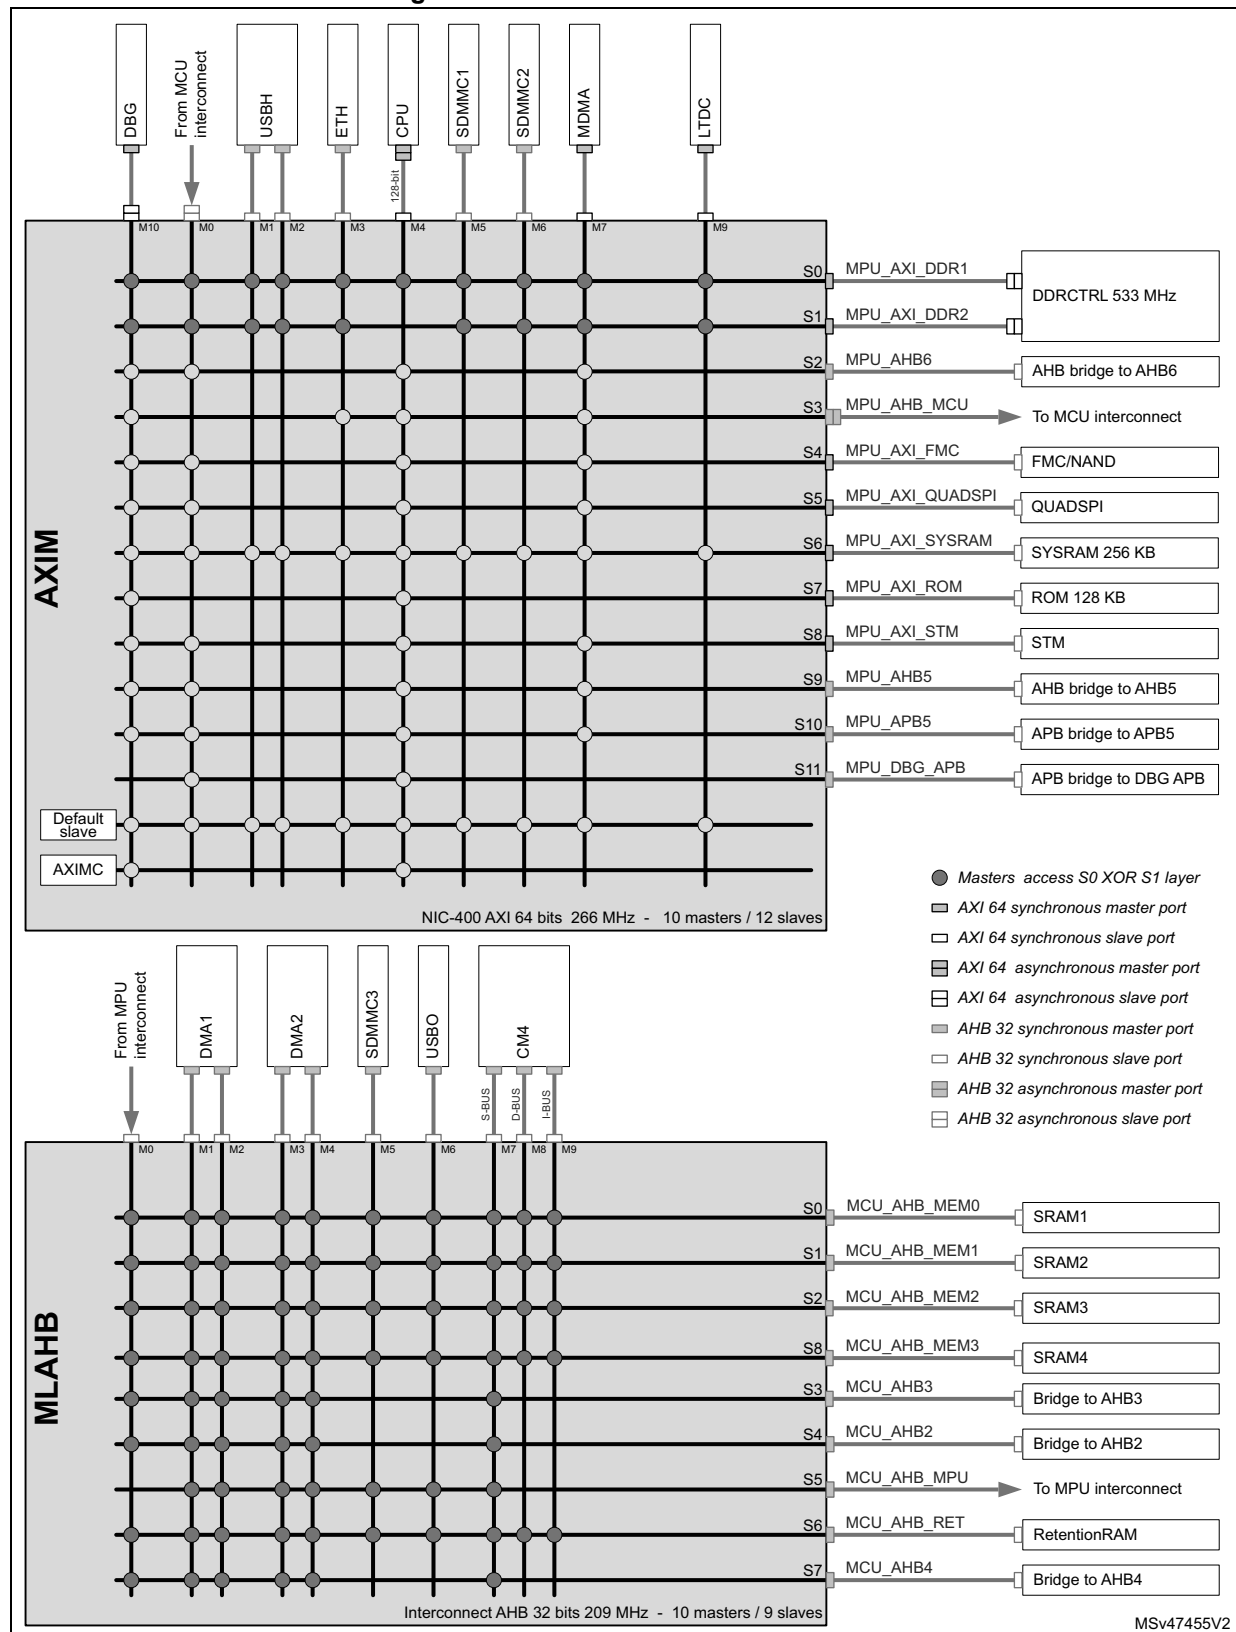 DBG
From MCU
interconnect
USBH
ETH
CPU
SDMMC1
SDMMC2
MDMA
LTDC
128-bit
M10
M0
M1
M2
M3
M4
M5
M6
M7
M9
AXIM
S0 MPU_AXI_DDR1
DDRCTRL 533 MHz
S1 MPU_AXI_DDR2
S2 MPU_AHB6 AHB bridge to AHB6
S3 MPU_AHB_MCU To MCU interconnect
S4 MPU_AXI_FMC FMC/NAND
S5 MPU_AXI_QUADSPI QUADSPI
S6 MPU_AXI_SYSRAM SYSRAM 256 KB
S7 MPU_AXI_ROM ROM 128 KB
S8 MPU_AXI_STM STM
S9 MPU_AHB5 AHB bridge to AHB5
S10 MPU_APB5 APB bridge to APB5
S11 MPU_DBG_APB APB bridge to DBG APB
Default
slave
AXIMC
NIC-400 AXI 64 bits 266 MHz - 10 masters / 12 slaves
Masters access S0 XOR S1 layer
AXI 64 synchronous master port
AXI 64 synchronous slave port
AXI 64 asynchronous master port
AXI 64 asynchronous slave port
AHB 32 synchronous master port
AHB 32 synchronous slave port
AHB 32 asynchronous master port
AHB 32 asynchronous slave port
From MPU
interconnect
DMA1
DMA2
SDMMC3
USBO
CM4
S-BUS
D-BUS
I-BUS
M0
M1
M2
M3
M4
M5
M6
M7
M8
M9
MLAHB
S0 MCU_AHB_MEM0 SRAM1
S1 MCU_AHB_MEM1 SRAM2
S2 MCU_AHB_MEM2 SRAM3
S8 MCU_AHB_MEM3 SRAM4
S3 MCU_AHB3 Bridge to AHB3
S4 MCU_AHB2 Bridge to AHB2
S5 MCU_AHB_MPU To MPU interconnect
S6 MCU_AHB_RET RetentionRAM
S7 MCU_AHB4 Bridge to AHB4
Interconnect AHB 32 bits 209 MHz - 10 masters / 9 slaves
MSv47455V2